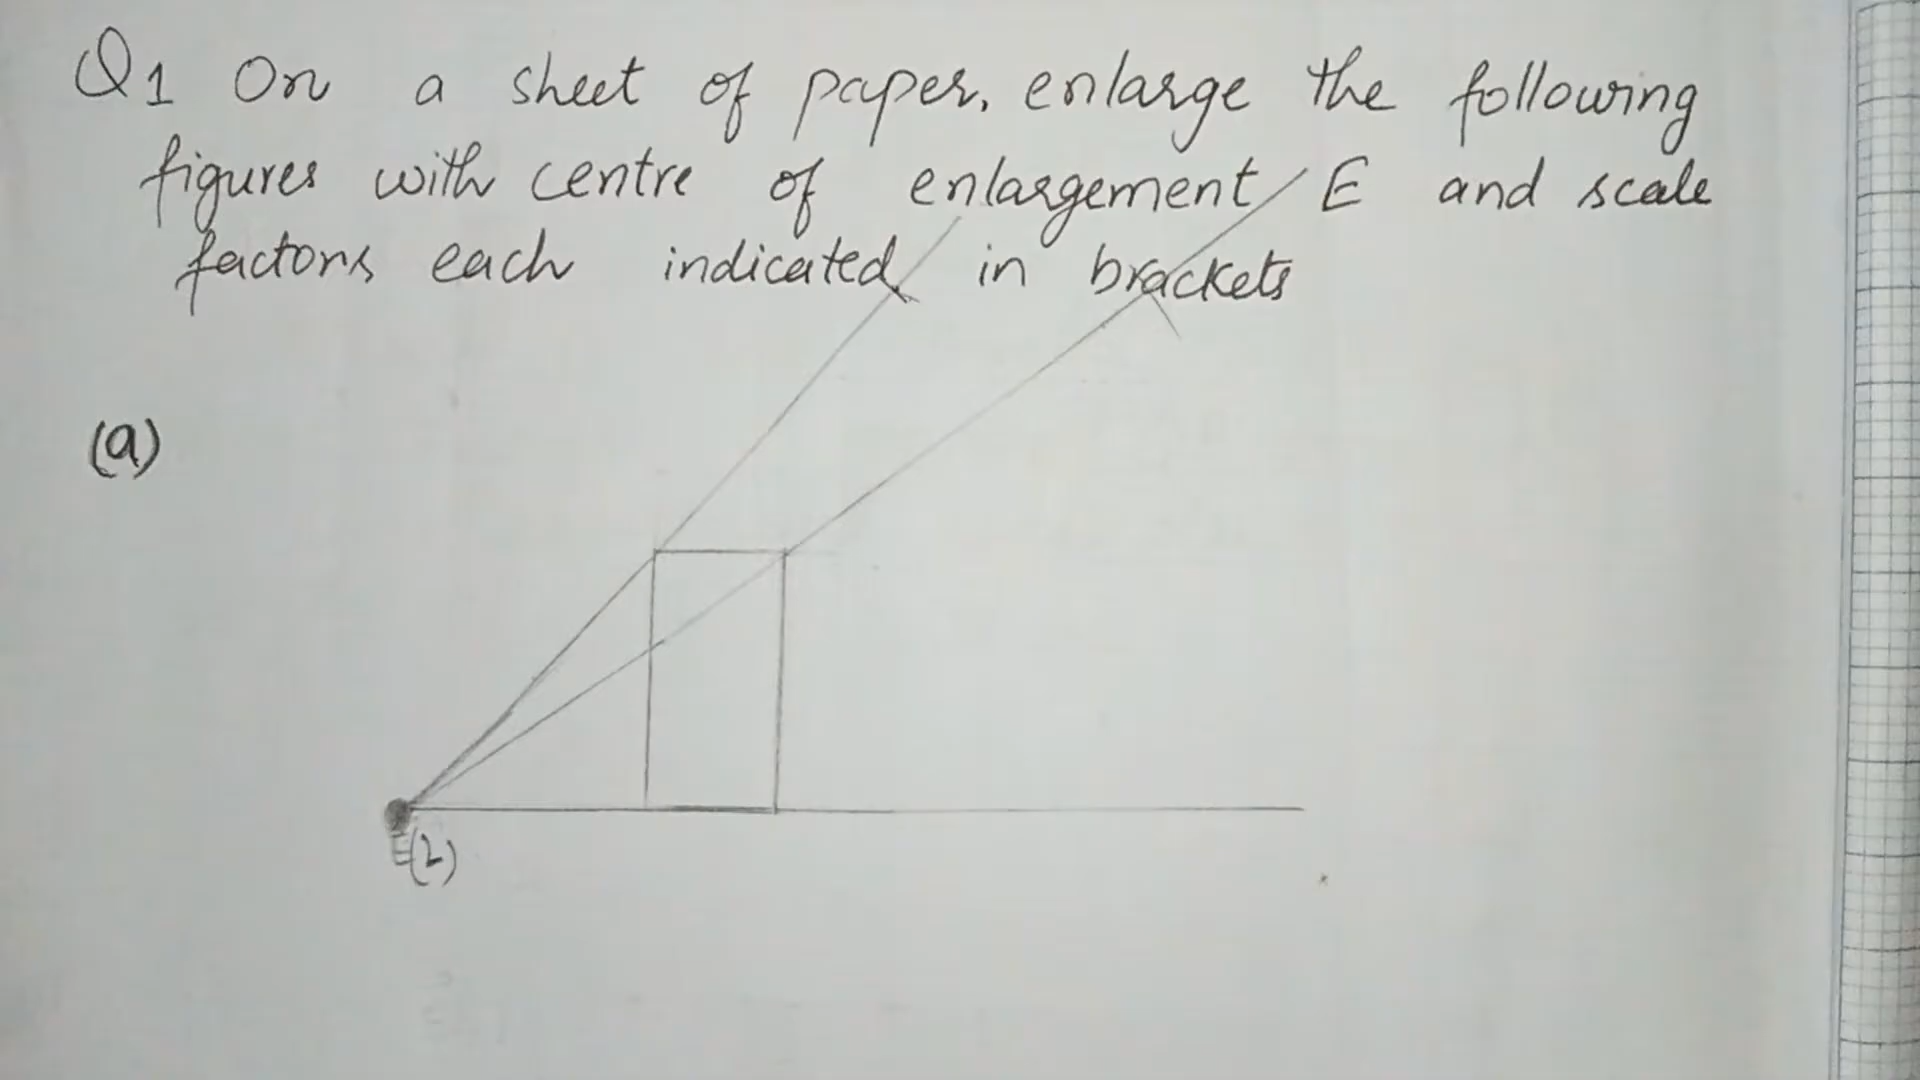 Q1 On a sheet of paper, enlarge the following
figures with centre of enlargement E and scale
factors each indicated in brackets
(a)
E(2)